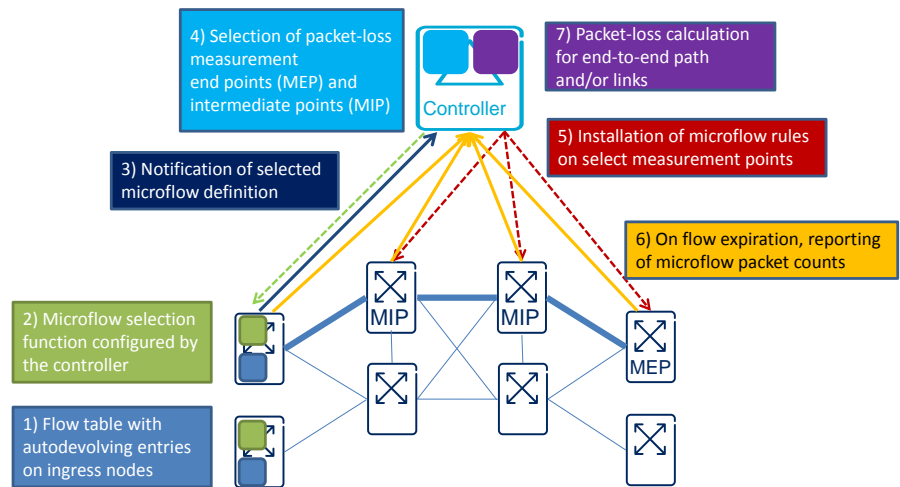 4) Selection of packet-loss
measurement
end points (MEP) and
intermediate points (MIP)
Controller
7) Packet-loss calculation
for end-to-end path
and/or links
3) Notification of selected
microflow definition
5) Installation of microflow rules
on select measurement points
6) On flow expiration, reporting
of microflow packet counts
MIP
MIP
MEP
2) Microflow selection
function configured by
the controller
1) Flow table with
autodevolving entries
on ingress nodes